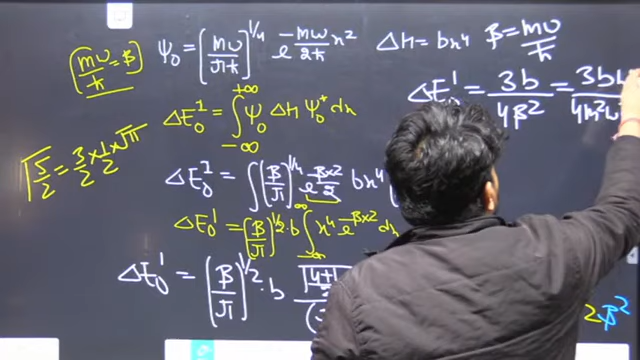 (mω/ℏ = β)
ψ₀ = (mω/πℏ)^1/4 e^-mω/2ℏ x²
ΔH = bx⁴
β = mω/ℏ
ΔE₀¹ = ∫_-∞^+∞ ψ₀ ΔH ψ₀* dx
ΔE₀¹ = 3b/4β² = 3b
4m²ω
√5/2 = 3/2 × 1/2 × √π
ΔE₀¹ = ∫ (β/π)^1/4 e^-βx²/2 bx⁴
ΔE₀¹ = (β/π)^1/2 · b ∫_-∞^∞ x⁴ e^-βx² dx
ΔE₀¹ = (β/π)^1/2 · b
2β²